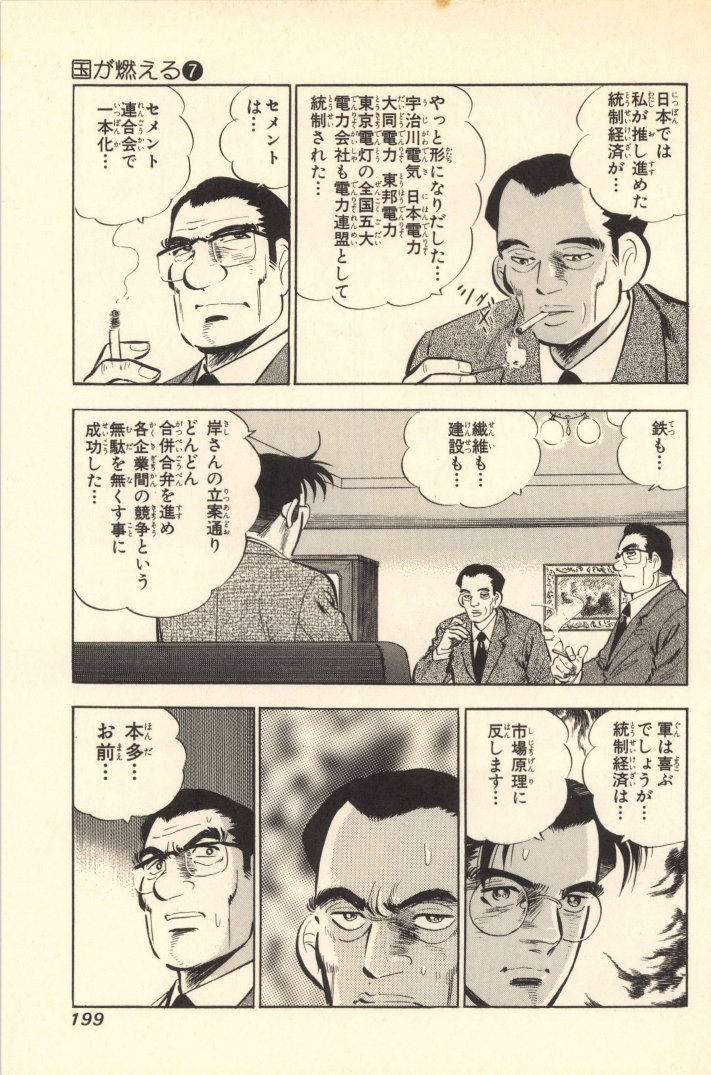 国が燃える❼
日本では
私が推し進めた
統制経済が…
やっと形になりだした…
宇治川電気 日本電力
大同電力 東邦電力
東京電灯の全国五大
電力会社も電力連盟として
統制された…
セメント
は…
セメント
連合会で
一本化…
鉄も…
繊維も…
建設も…
岸さんの立案通り
どんどん
合併合弁を進め
各企業間の競争という
無駄を無くす事に
成功した…
軍は喜ぶ
でしょうが…
統制経済は…
市場原理に
反します…
本多…
お前…
199